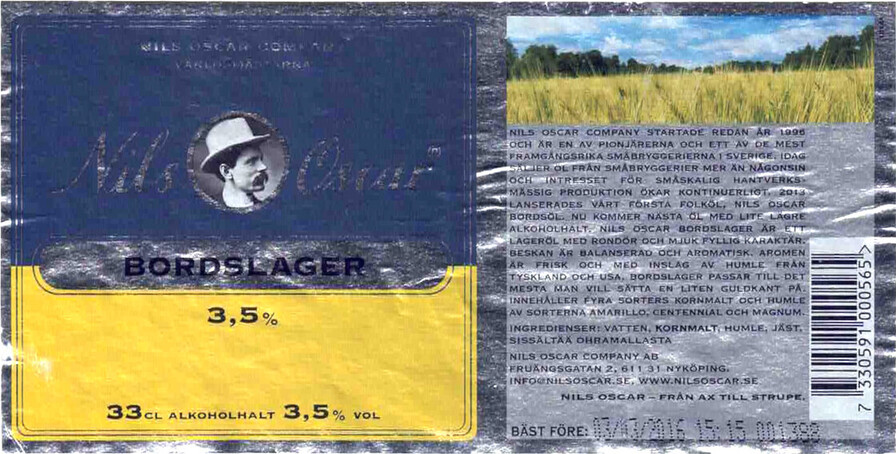 NILS OSCAR COMPANY
VÄRLDSMÄSTARNA
Nils Oscar
BORDSLAGER
3,5%
33CL ALKOHOLHALT 3,5% VOL
NILS OSCAR COMPANY STARTADE REDAN ÅR 1996
OCH ÄR EN AV PIONJÄRERNA OCH ETT AV DE MEST
FRAMGÅNGSRIKA SMÅBRYGGERIERNA I SVERIGE. IDAG
SÄLJER ÖL FRÅN SMÅBRYGGERIER MER ÄN NÅGONSIN
OCH INTRESSET FÖR SMÅSKALIG HANTVERKS-
MÄSSIG PRODUKTION ÖKAR KONTINUERLIGT. 2013
LANSERADES VÅRT FÖRSTA FOLKÖL, NILS OSCAR
BORDSÖL. NU KOMMER NÄSTA ÖL MED LITE LÄGRE
ALKOHOLHALT. NILS OSCAR BORDSLAGER ÄR ETT
LAGERÖL MED RONDÖR OCH MJUK FYLLIG KARAKTÄR.
BESKAN ÄR BALANSERAD OCH AROMATISK. AROMEN
ÄR FRISK OCH MED INSLAG AV HUMLE FRÅN
TYSKLAND OCH USA. BORDSLAGER PASSAR TILL DET
MESTA MAN VILL SÄTTA EN LITEN GULDKANT PÅ.
INNEHÅLLER FYRA SORTERS KORNMALT OCH HUMLE
AV SORTERNA AMARILLO, CENTENNIAL OCH MAGNUM.
INGREDIENSER: VATTEN, KORNMALT, HUMLE, JÄST.
SISSÄLTÄÄ OHRAMALLASTA
NILS OSCAR COMPANY AB
FRUÄNGSGATAN 2, 611 31 NYKÖPING.
INFO@NILSOSCAR.SE, WWW.NILSOSCAR.SE
NILS OSCAR – FRÅN AX TILL STRUPE.
BÄST FÖRE: 2016 15:15 001388
7 330591 000565 >